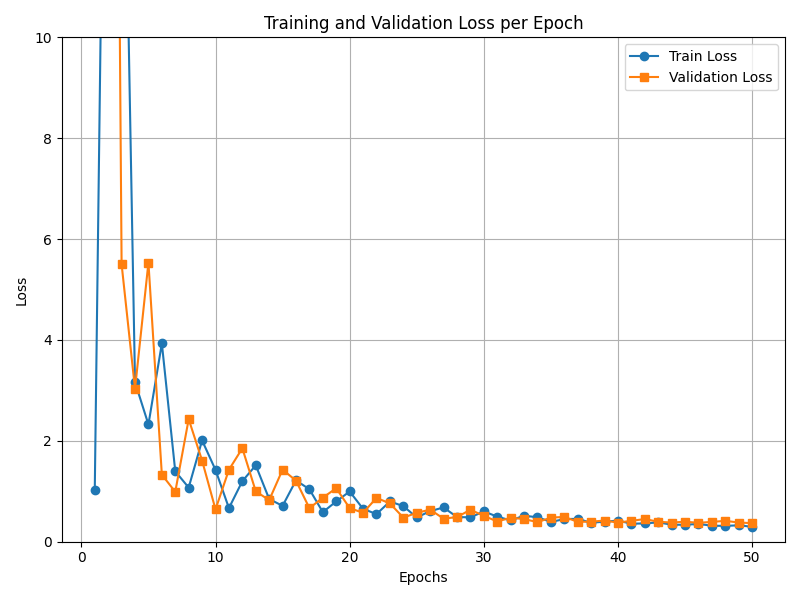 Training and Validation Loss per Epoch
Train Loss
Validation Loss
Loss
10
8
6
4
2
0
0 10 20 30 40 50
Epochs